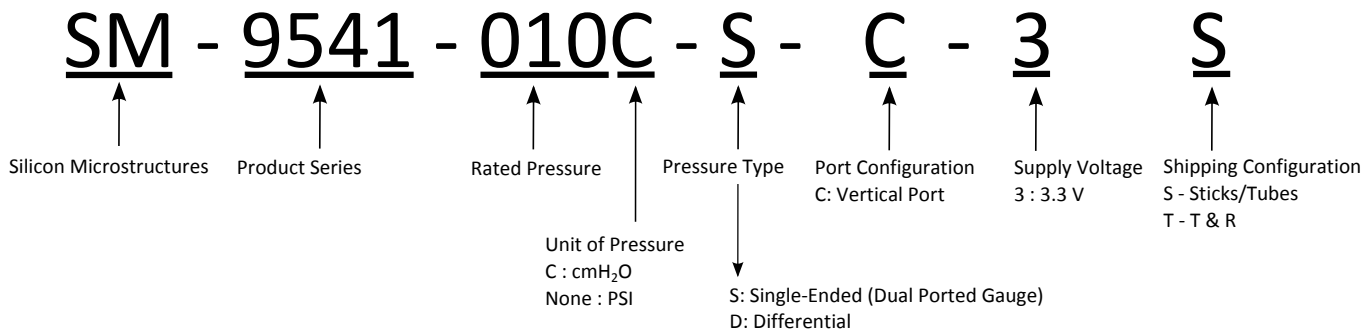 SM - 9541 - 010C - S - C - 3 S
Silicon Microstructures
Product Series
Rated Pressure
Pressure Type
Port Configuration
C: Vertical Port
Supply Voltage
3 : 3.3 V
Shipping Configuration
S - Sticks/Tubes
T - T & R
Unit of Pressure
C : cmH₂O
None : PSI
S: Single-Ended (Dual Ported Gauge)
D: Differential